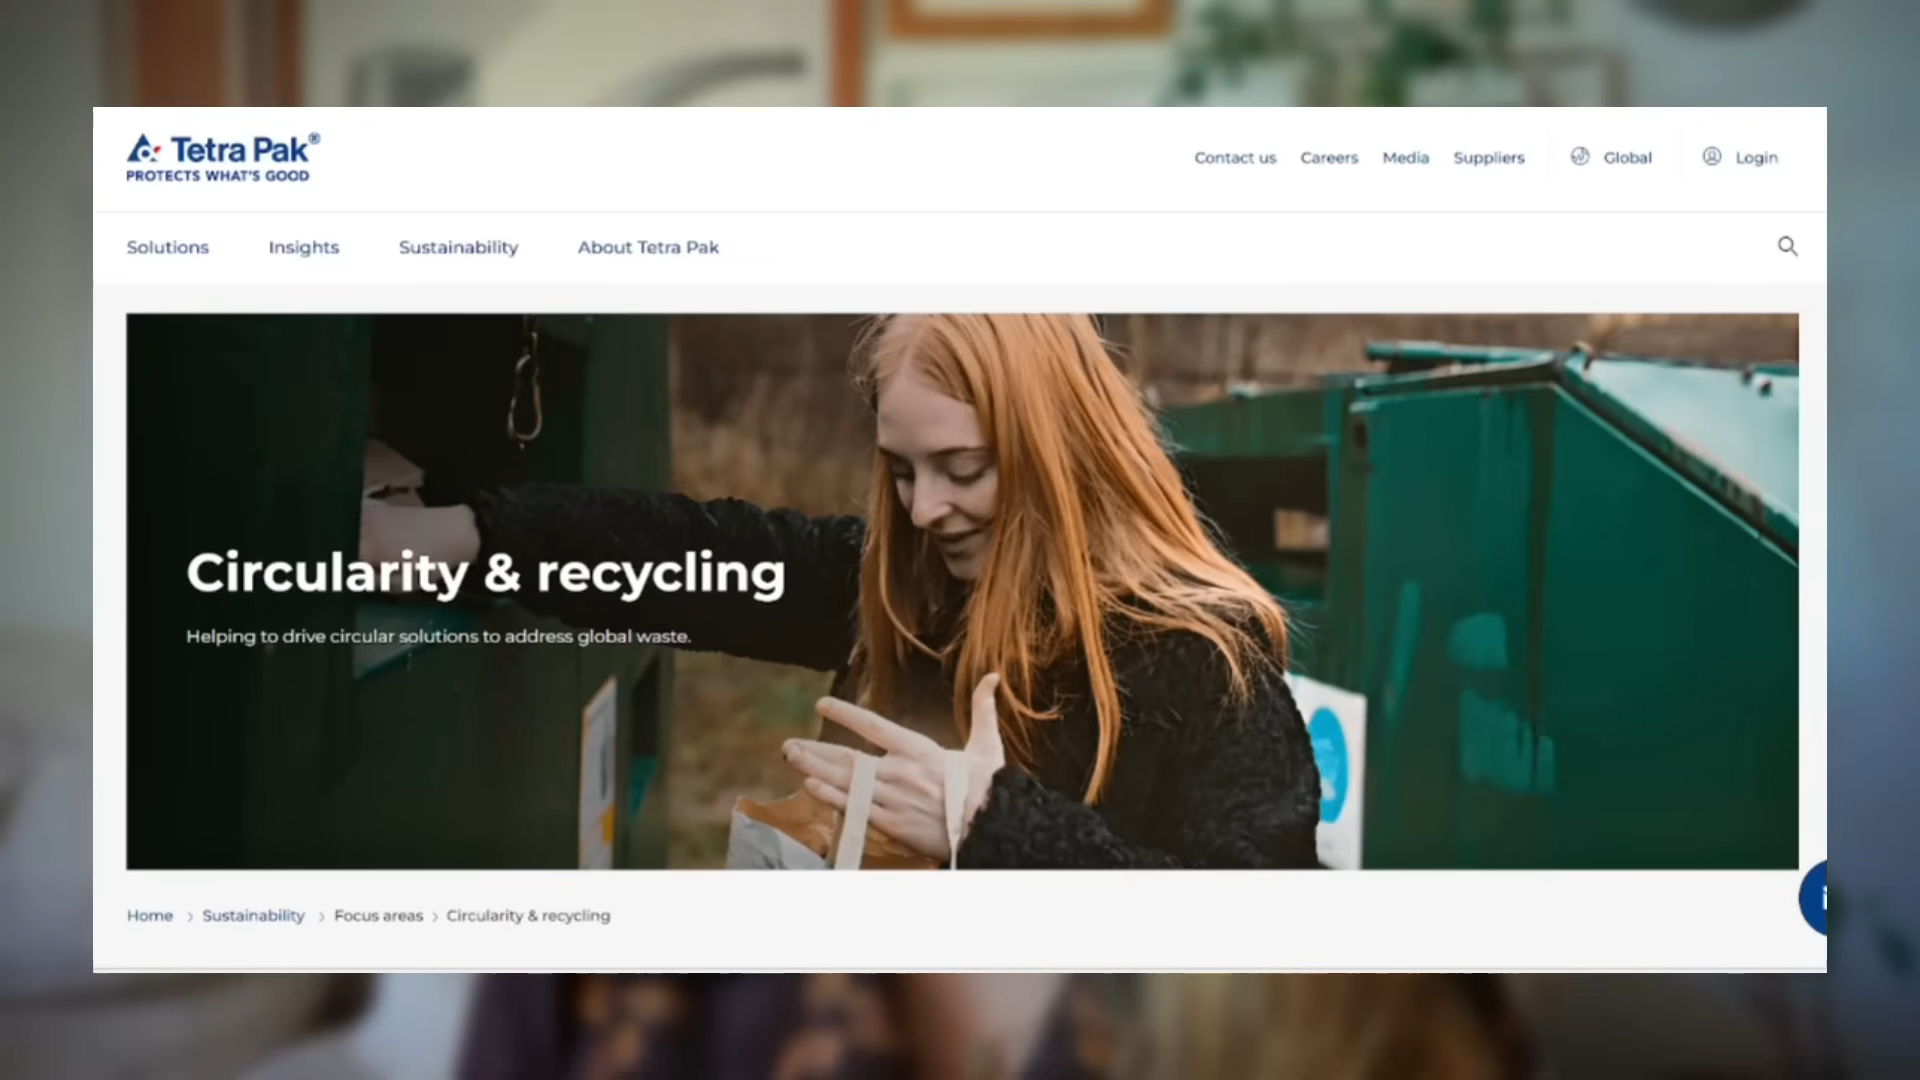 Tetra Pak®
PROTECTS WHAT'S GOOD
Contact us
Careers
Media
Suppliers
Global
Login
Solutions
Insights
Sustainability
About Tetra Pak
Circularity & recycling
Helping to drive circular solutions to address global waste.
Home > Sustainability > Focus areas > Circularity & recycling